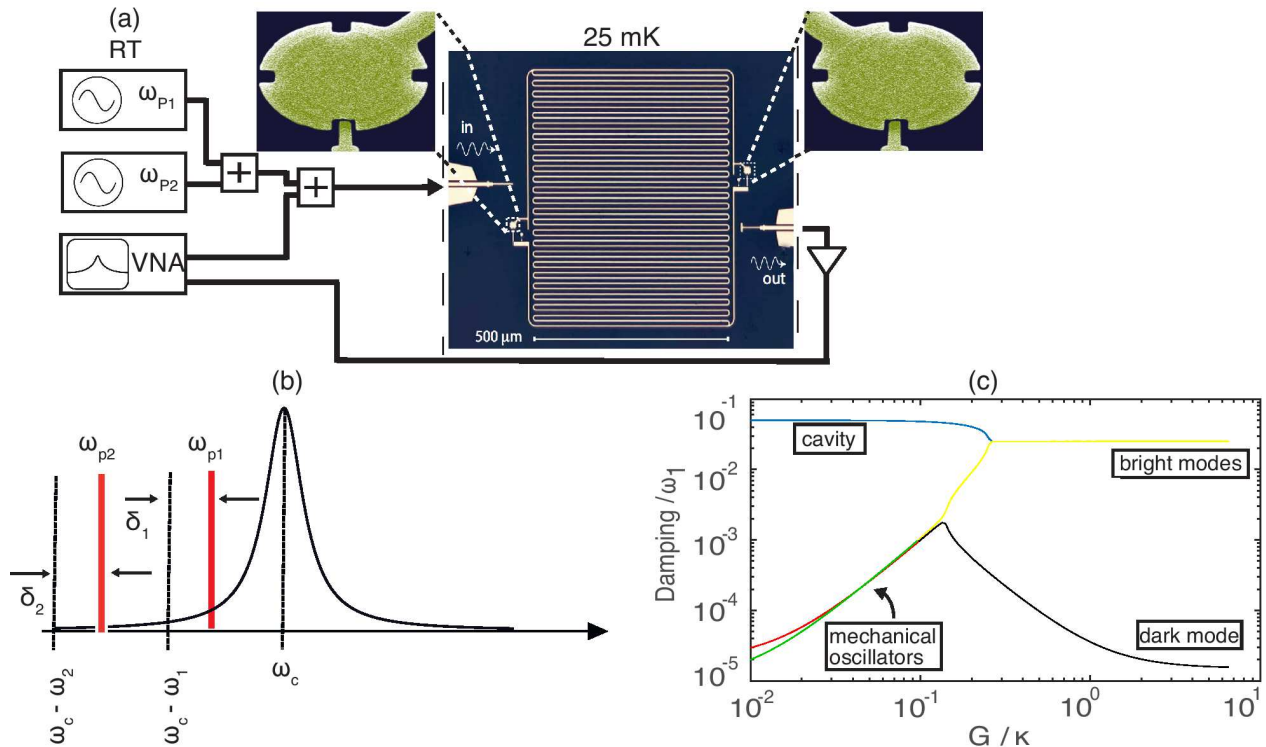 (a)
RT
25 mK
ω_P1
ω_P2
+
+
VNA
in
out
500 μm
(b)
ω_p2
ω_p1
δ_1
δ_2
ω_c - ω_2
ω_c - ω_1
ω_c
(c)
Damping / ω_1
10^-1
10^-2
10^-3
10^-4
10^-5
cavity
bright modes
mechanical
oscillators
dark mode
10^-2
10^-1
10^0
10^1
G / κ